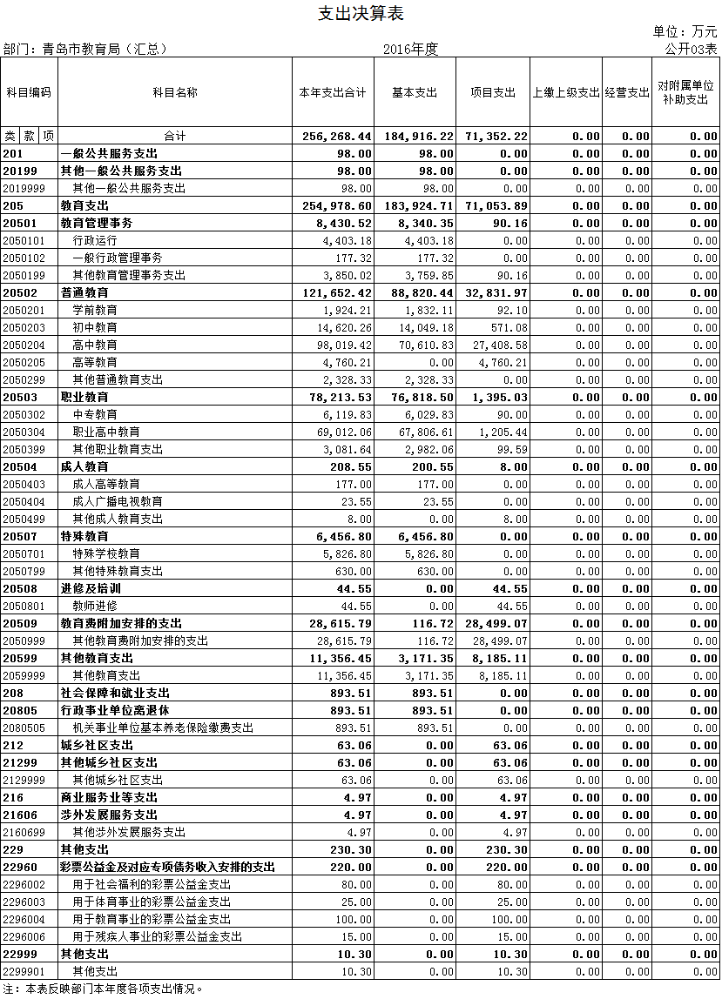 支出决算表
单位：万元
部门：青岛市教育局（汇总） 2016年度 公开03表
科目编码 科目名称 本年支出合计 基本支出 项目支出 上缴上级支出 经营支出 对附属单位补助支出
类 款 项 合计 256,268.44 184,916.22 71,352.22 0.00 0.00 0.00
201 一般公共服务支出 98.00 98.00 0.00 0.00 0.00 0.00
20199 其他一般公共服务支出 98.00 98.00 0.00 0.00 0.00 0.00
2019999 其他一般公共服务支出 98.00 98.00 0.00 0.00 0.00 0.00
205 教育支出 254,978.60 183,924.71 71,053.89 0.00 0.00 0.00
20501 教育管理事务 8,430.52 8,340.35 90.16 0.00 0.00 0.00
2050101 行政运行 4,403.18 4,403.18 0.00 0.00 0.00 0.00
2050102 一般行政管理事务 177.32 177.32 0.00 0.00 0.00 0.00
2050199 其他教育管理事务支出 3,850.02 3,759.85 90.16 0.00 0.00 0.00
20502 普通教育 121,652.42 88,820.44 32,831.97 0.00 0.00 0.00
2050201 学前教育 1,924.21 1,832.11 92.10 0.00 0.00 0.00
2050203 初中教育 14,620.26 14,049.18 571.08 0.00 0.00 0.00
2050204 高中教育 98,019.42 70,610.83 27,408.58 0.00 0.00 0.00
2050205 高等教育 4,760.21 0.00 4,760.21 0.00 0.00 0.00
2050299 其他普通教育支出 2,328.33 2,328.33 0.00 0.00 0.00 0.00
20503 职业教育 78,213.53 76,818.50 1,395.03 0.00 0.00 0.00
2050302 中专教育 6,119.83 6,029.83 90.00 0.00 0.00 0.00
2050304 职业高中教育 69,012.06 67,806.61 1,205.44 0.00 0.00 0.00
2050399 其他职业教育支出 3,081.64 2,982.06 99.59 0.00 0.00 0.00
20504 成人教育 208.55 200.55 8.00 0.00 0.00 0.00
2050403 成人高等教育 177.00 177.00 0.00 0.00 0.00 0.00
2050404 成人广播电视教育 23.55 23.55 0.00 0.00 0.00 0.00
2050499 其他成人教育支出 8.00 0.00 8.00 0.00 0.00 0.00
20507 特殊教育 6,456.80 6,456.80 0.00 0.00 0.00 0.00
2050701 特殊学校教育 5,826.80 5,826.80 0.00 0.00 0.00 0.00
2050799 其他特殊教育支出 630.00 630.00 0.00 0.00 0.00 0.00
20508 进修及培训 44.55 0.00 44.55 0.00 0.00 0.00
2050801 教师进修 44.55 0.00 44.55 0.00 0.00 0.00
20509 教育费附加安排的支出 28,615.79 116.72 28,499.07 0.00 0.00 0.00
2050999 其他教育费附加安排的支出 28,615.79 116.72 28,499.07 0.00 0.00 0.00
20599 其他教育支出 11,356.45 3,171.35 8,185.11 0.00 0.00 0.00
2059999 其他教育支出 11,356.45 3,171.35 8,185.11 0.00 0.00 0.00
208 社会保障和就业支出 893.51 893.51 0.00 0.00 0.00 0.00
20805 行政事业单位离退休 893.51 893.51 0.00 0.00 0.00 0.00
2080505 机关事业单位基本养老保险缴费支出 893.51 893.51 0.00 0.00 0.00 0.00
212 城乡社区支出 63.06 0.00 63.06 0.00 0.00 0.00
21299 其他城乡社区支出 63.06 0.00 63.06 0.00 0.00 0.00
2129999 其他城乡社区支出 63.06 0.00 63.06 0.00 0.00 0.00
216 商业服务业等支出 4.97 0.00 4.97 0.00 0.00 0.00
21606 涉外发展服务支出 4.97 0.00 4.97 0.00 0.00 0.00
2160699 其他涉外发展服务支出 4.97 0.00 4.97 0.00 0.00 0.00
229 其他支出 230.30 0.00 230.30 0.00 0.00 0.00
22960 彩票公益金及对应专项债务收入安排的支出 220.00 0.00 220.00 0.00 0.00 0.00
2296002 用于社会福利的彩票公益金支出 80.00 0.00 80.00 0.00 0.00 0.00
2296003 用于体育事业的彩票公益金支出 25.00 0.00 25.00 0.00 0.00 0.00
2296004 用于教育事业的彩票公益金支出 100.00 0.00 100.00 0.00 0.00 0.00
2296006 用于残疾人事业的彩票公益金支出 15.00 0.00 15.00 0.00 0.00 0.00
22999 其他支出 10.30 0.00 10.30 0.00 0.00 0.00
2299901 其他支出 10.30 0.00 10.30 0.00 0.00 0.00
注：本表反映部门本年度各项支出情况。